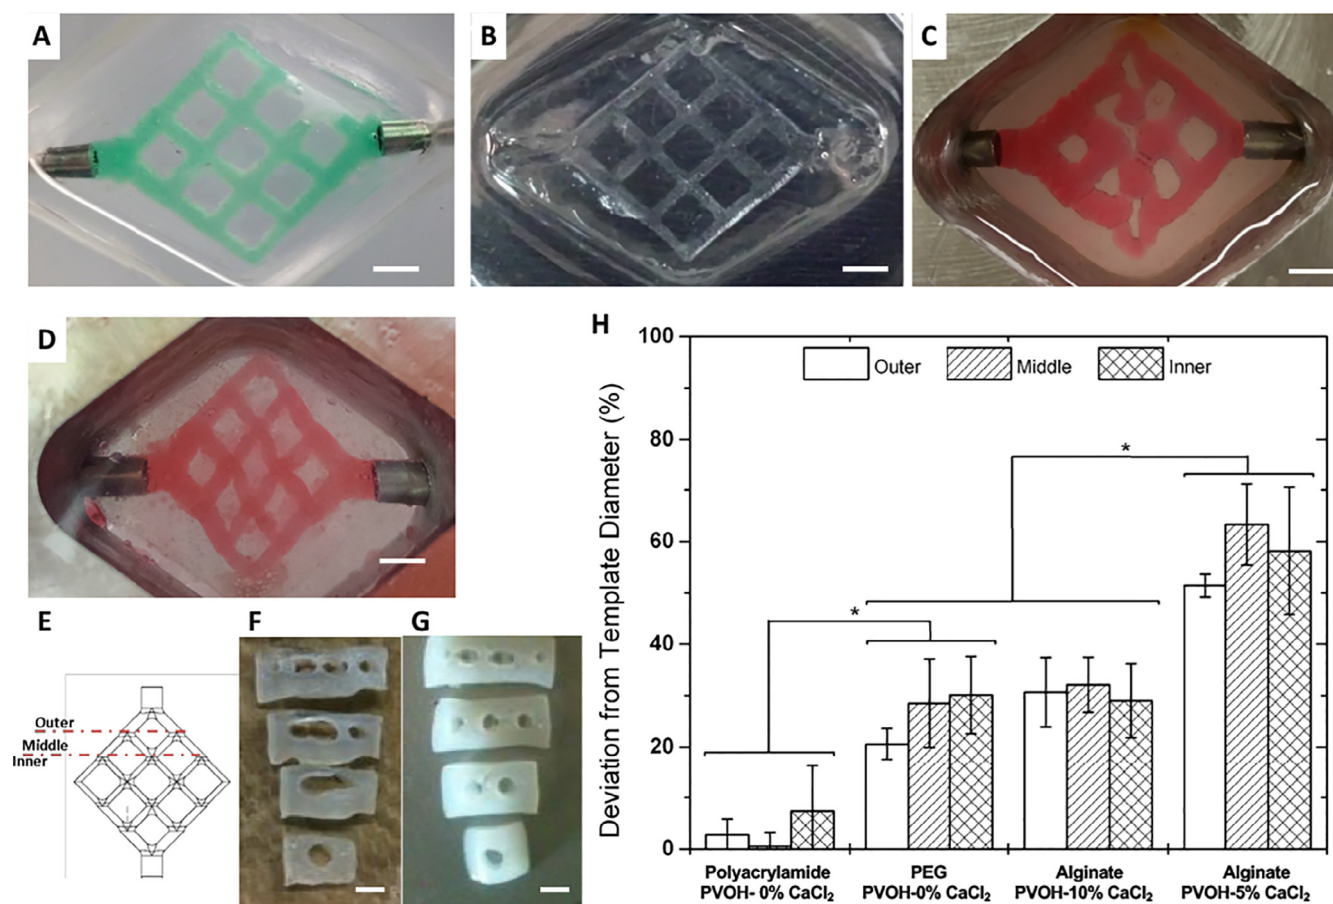 A
B
C
D
E
Outer
Middle
Inner
F
G
H
Deviation from Template Diameter (%)
100
80
60
40
20
0
Outer
Middle
Inner
*
*
Polyacrylamide
PVOH- 0% CaCl₂
PEG
PVOH-0% CaCl₂
Alginate
PVOH-10% CaCl₂
Alginate
PVOH-5% CaCl₂